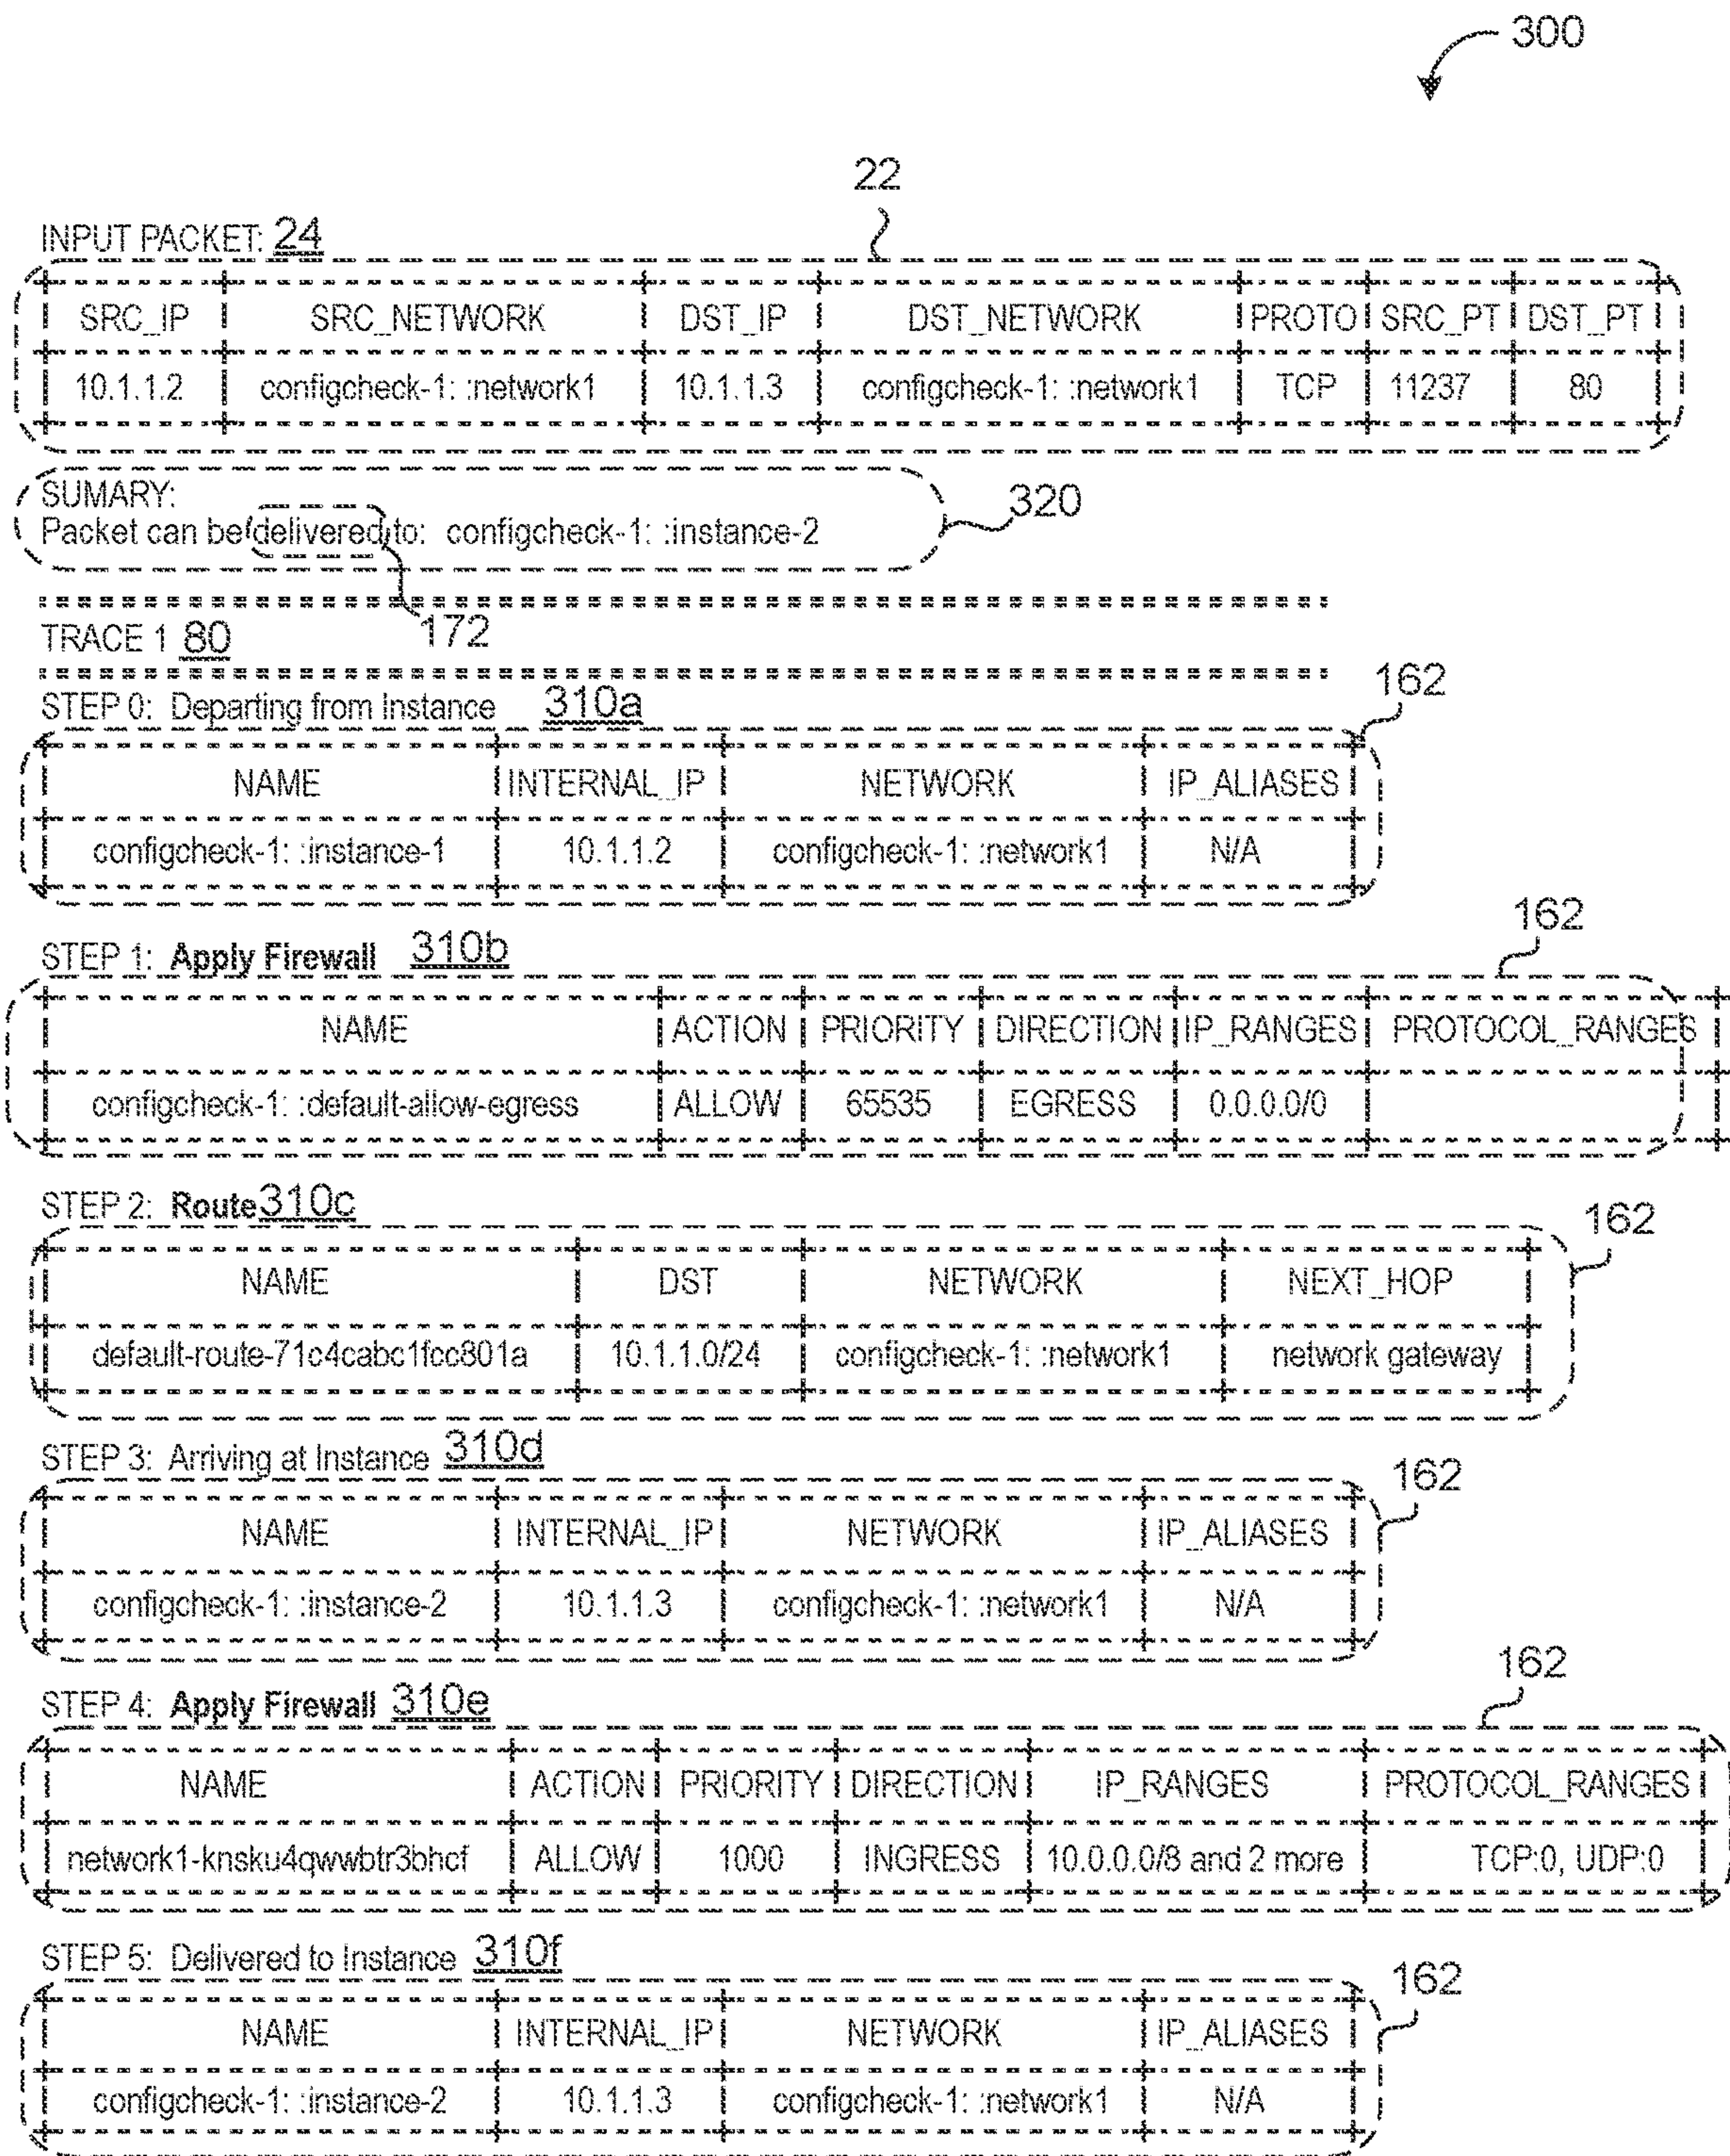 300
22
INPUT PACKET: 24
SRC_IP SRC_NETWORK DST_IP DST_NETWORK PROTO SRC_PT DST_PT
10.1.1.2 configcheck-1: :network1 10.1.1.3 configcheck-1: :network1 TCP 11237 80
SUMARY:
Packet can be delivered to: configcheck-1: :instance-2
320
172
TRACE 1 80
STEP 0: Departing from Instance 310a
162
NAME INTERNAL_IP NETWORK IP_ALIASES
configcheck-1: :instance-1 10.1.1.2 configcheck-1: :network1 N/A
162
STEP 1: Apply Firewall 310b
NAME ACTION PRIORITY DIRECTION IP_RANGES PROTOCOL_RANGES
configcheck-1: :default-allow-egress ALLOW 65535 EGRESS 0.0.0.0/0
STEP 2: Route 310c
162
NAME DST NETWORK NEXT_HOP
default-route-71c4cabc1fcc801a 10.1.1.0/24 configcheck-1: :network1 network gateway
STEP 3: Arriving at Instance 310d
162
NAME INTERNAL_IP NETWORK IP_ALIASES
configcheck-1: :instance-2 10.1.1.3 configcheck-1: :network1 N/A
162
STEP 4: Apply Firewall 310e
NAME ACTION PRIORITY DIRECTION IP_RANGES PROTOCOL_RANGES
network1-knsku4qwwbtr3bhcf ALLOW 1000 INGRESS 10.0.0.0/8 and 2 more TCP:0, UDP:0
STEP 5: Delivered to Instance 310f
162
NAME INTERNAL_IP NETWORK IP_ALIASES
configcheck-1: :instance-2 10.1.1.3 configcheck-1: :network1 N/A